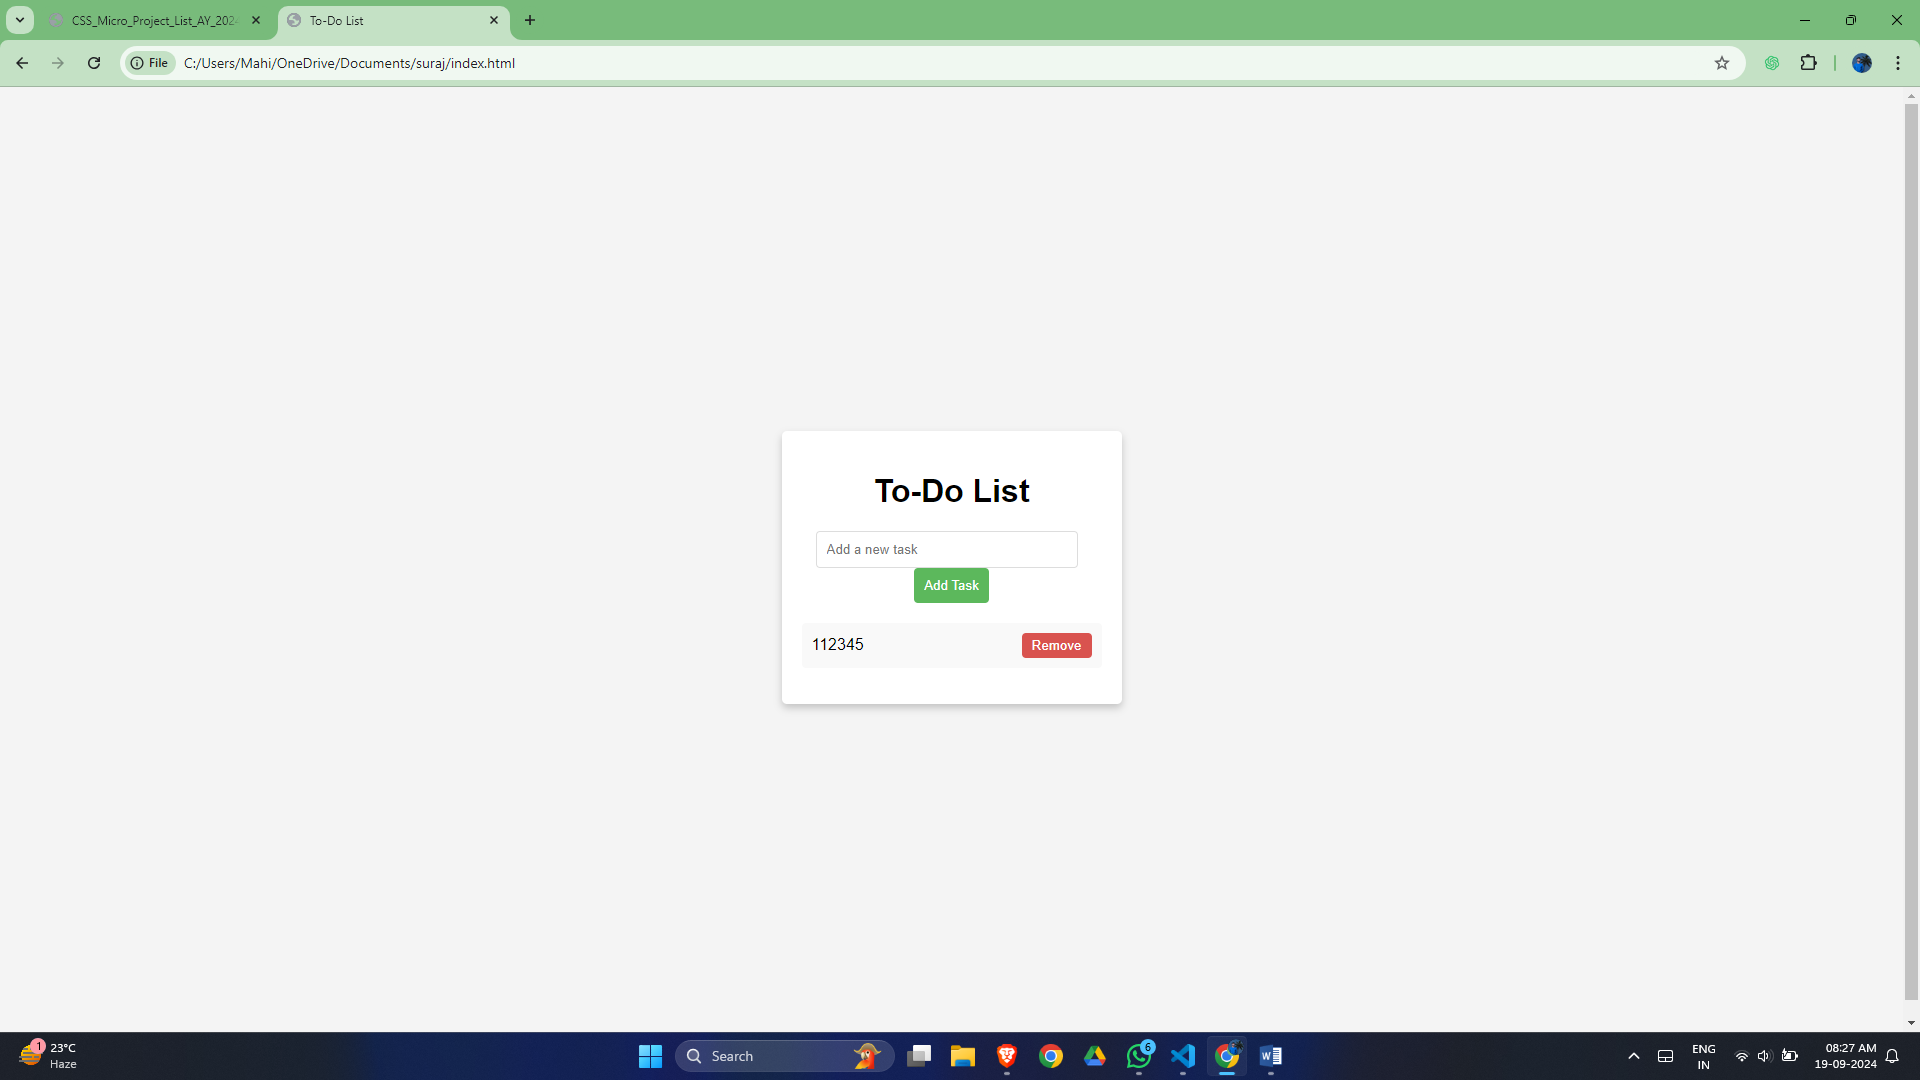 CSS_Micro_Project_List_AY_2024
To-Do List
File
C:/Users/Mahi/OneDrive/Documents/suraj/index.html
To-Do List
Add a new task
Add Task
112345
Remove
1
23°C
Haze
Search
6
ENG
IN
08:27 AM
19-09-2024